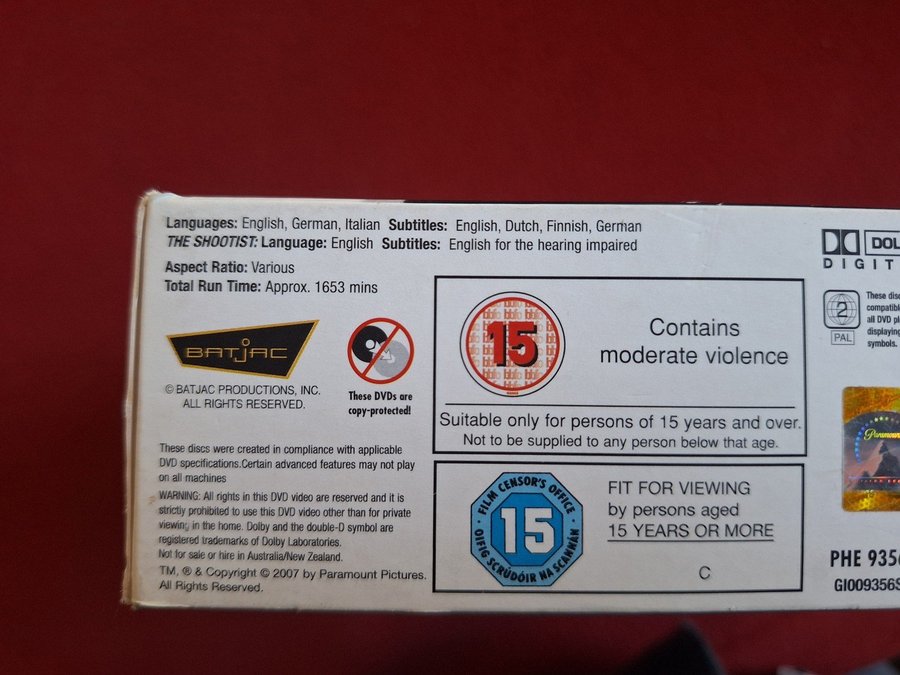 Languages: English, German, Italian Subtitles: English, Dutch, Finnish, German
THE SHOOTIST: Language: English Subtitles: English for the hearing impaired
Aspect Ratio: Various
Total Run Time: Approx. 1653 mins
BATJAC
© BATJAC PRODUCTIONS, INC.
ALL RIGHTS RESERVED.
These DVDs are
copy-protected!
These discs were created in compliance with applicable
DVD specifications.Certain advanced features may not play
on all machines
WARNING: All rights in this DVD video are reserved and it is
strictly prohibited to use this DVD video other than for private
viewing in the home. Dolby and the double-D symbol are
registered trademarks of Dolby Laboratories.
Not for sale or hire in Australia/New Zealand.
TM, ® & Copyright © 2007 by Paramount Pictures.
All Rights Reserved.
15
Contains
moderate violence
Suitable only for persons of 15 years and over.
Not to be supplied to any person below that age.
FILM CENSOR'S OFFICE
15
OIFIG SCRÚDÓIR NA SCANNÁN
FIT FOR VIEWING
by persons aged
15 YEARS OR MORE
C
DOL
DIGIT
2
PAL
These disc
compatible
all DVD pl
displaying
symbols.
Paramoun
PHE 9356
GI009356S